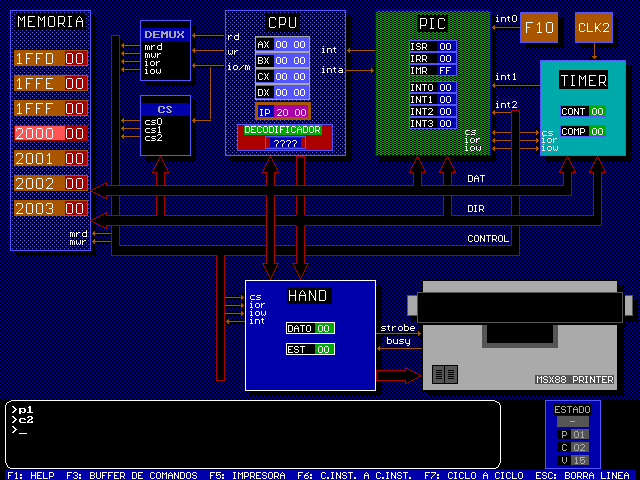 MEMORIA
1FFD 00
1FFE 00
1FFF 00
2000 00
2001 00
2002 00
2003 00
mrd
mwr
DEMUX
mrd
mwr
ior
iow
CS
cs0
cs1
cs2
rd
wr
io/m
CPU
AX 00 00
BX 00 00
CX 00 00
DX 00 00
IP 20 00
DECODIFICADOR
????
int
inta
PIC
ISR 00
IRR 00
IMR FF
INT0 00
INT1 00
INT2 00
INT3 00
cs
ior
iow
int0
F10
CLK2
int1
int2
TIMER
CONT 00
COMP 00
cs
ior
iow
DAT
DIR
CONTROL
HAND
cs
ior
iow
int
DATO 00
EST 00
strobe
busy
MSX88 PRINTER
>p1
>c2
>_
ESTADO
-
P 01
C 02
V 15
F1: HELP F3: BUFFER DE COMANDOS F5: IMPRESORA F6: C.INST. A C.INST. F7: CICLO A CICLO ESC: BORRA LINEA